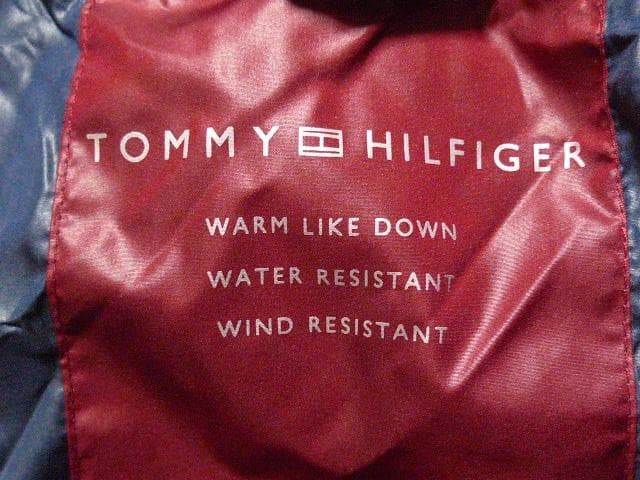 TOMMY HILFIGER
WARM LIKE DOWN
WATER RESISTANT
WIND RESISTANT